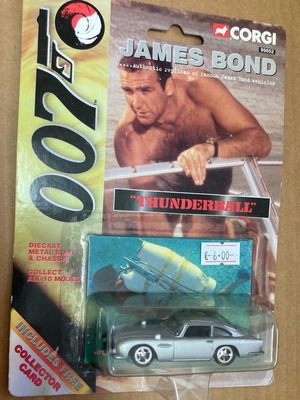 CORGI
99652
JAMES BOND
....Authentic replicas of famous James Bond vehicles
007
"THUNDERBALL"
€-6.00-
DIECAST
METAL BODY
& CHASSIS
COLLECT
ALL 10 MODELS
INCLUDES FREE
COLLECTOR
CARD